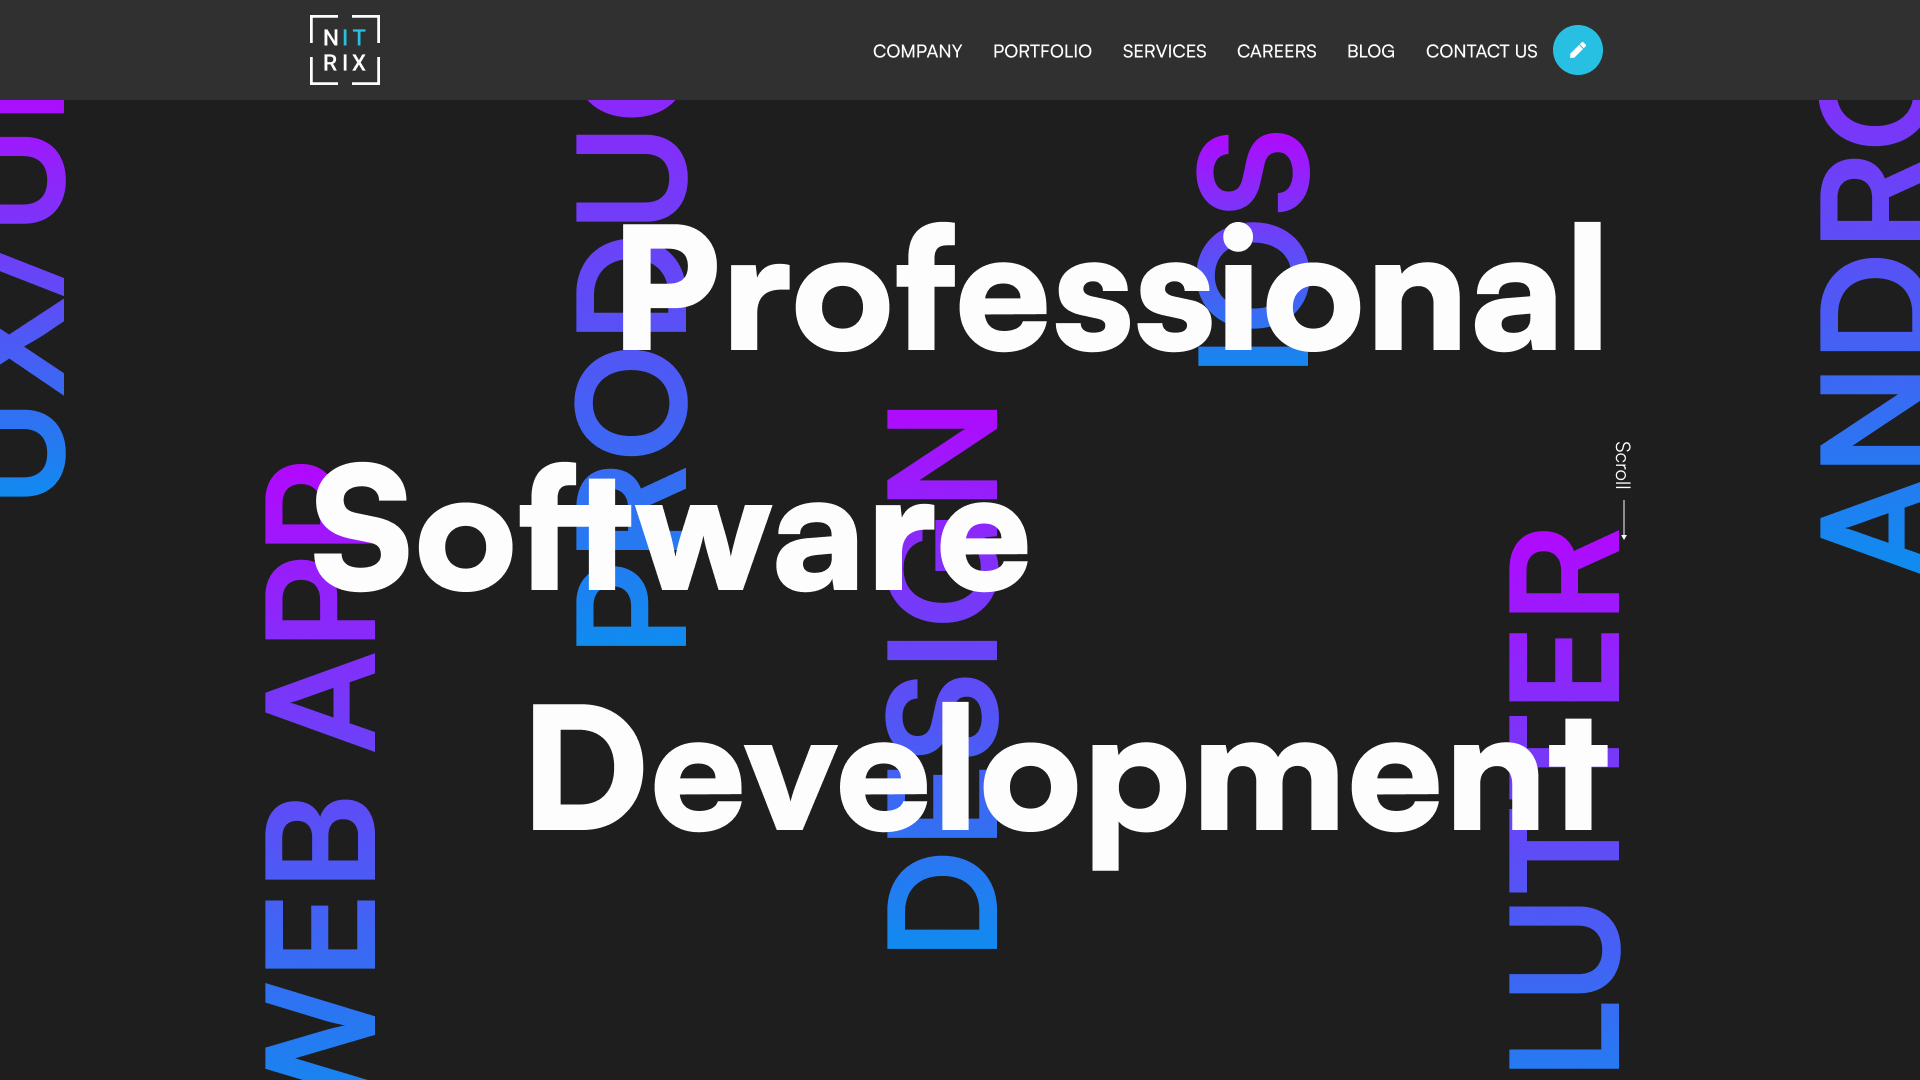 NIT
RIX
COMPANY
PORTFOLIO
SERVICES
CAREERS
BLOG
CONTACT US
Professional
Software
Development
Scroll
UX/UI
WEB APP
PRODUC
DESIGN
IOS
LUTTER
ANDRO